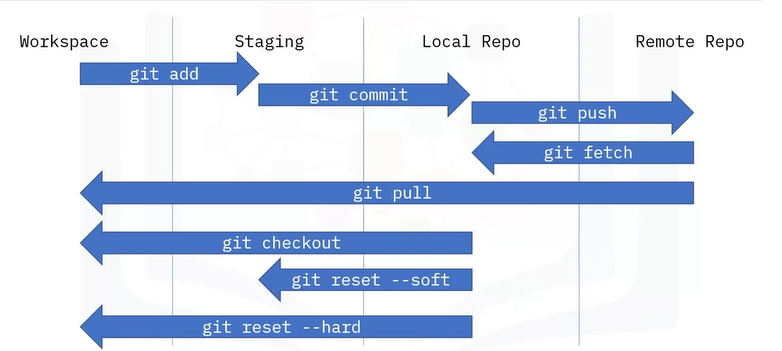 Workspace Staging Local Repo Remote Repo
git add
git commit
git push
git fetch
git pull
git checkout
git reset --soft
git reset --hard